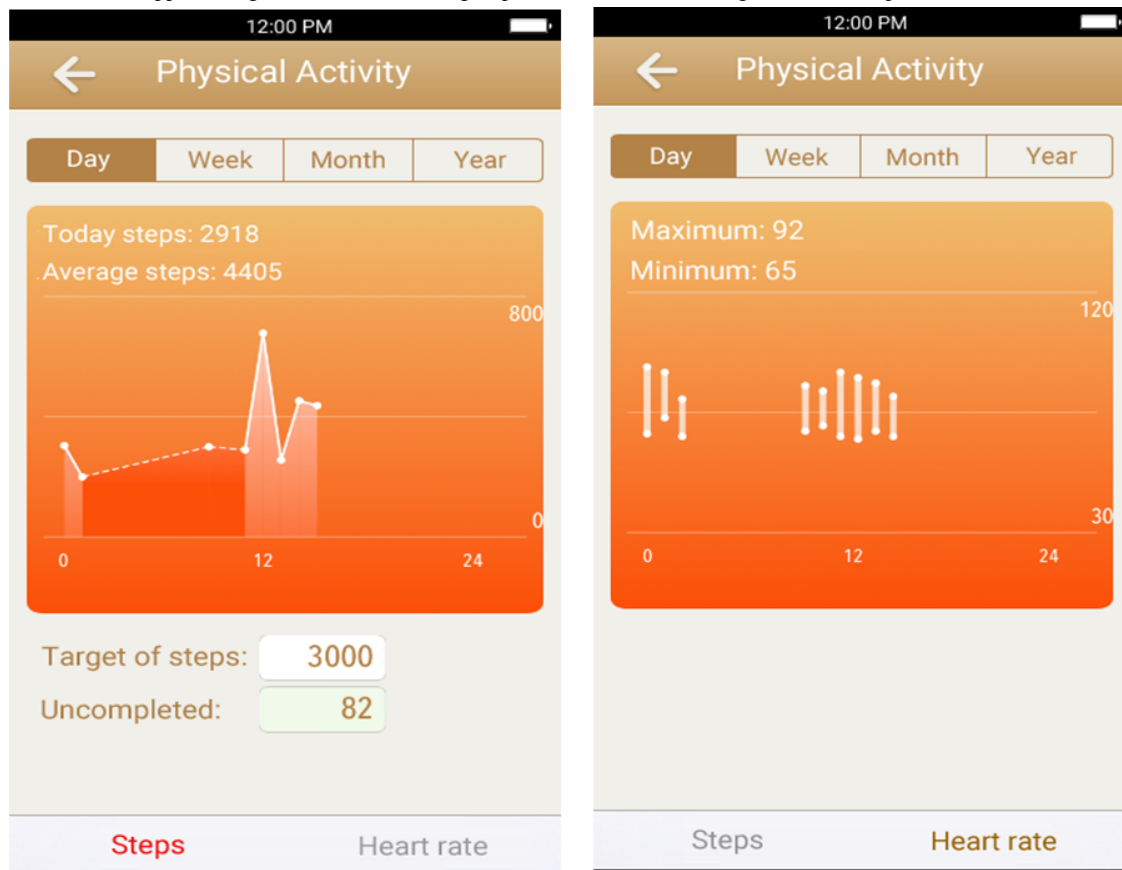 12:00 PM
Physical Activity
Day Week Month Year
Today steps: 2918
Average steps: 4405
800
0
0 12 24
Target of steps: 3000
Uncompleted: 82
Steps Heart rate
12:00 PM
Physical Activity
Day Week Month Year
Maximum: 92
Minimum: 65
120
30
0 12 24
Steps Heart rate